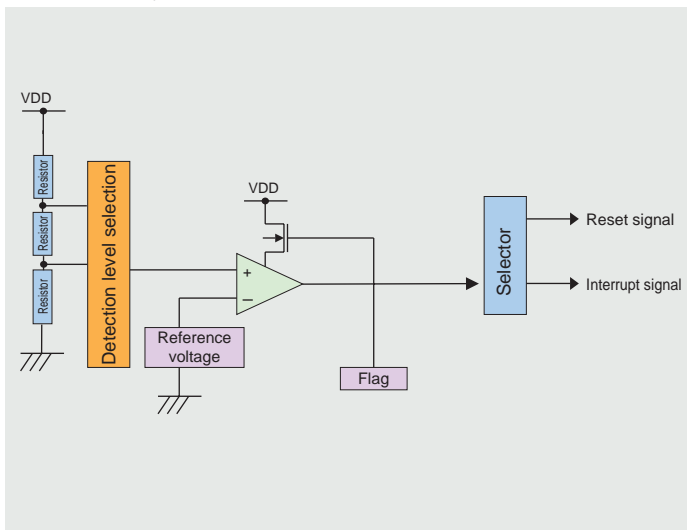 VDD
Resistor
Resistor
Resistor
Detection level selection
VDD
+
−
Reference
voltage
Flag
Selector
Reset signal
Interrupt signal